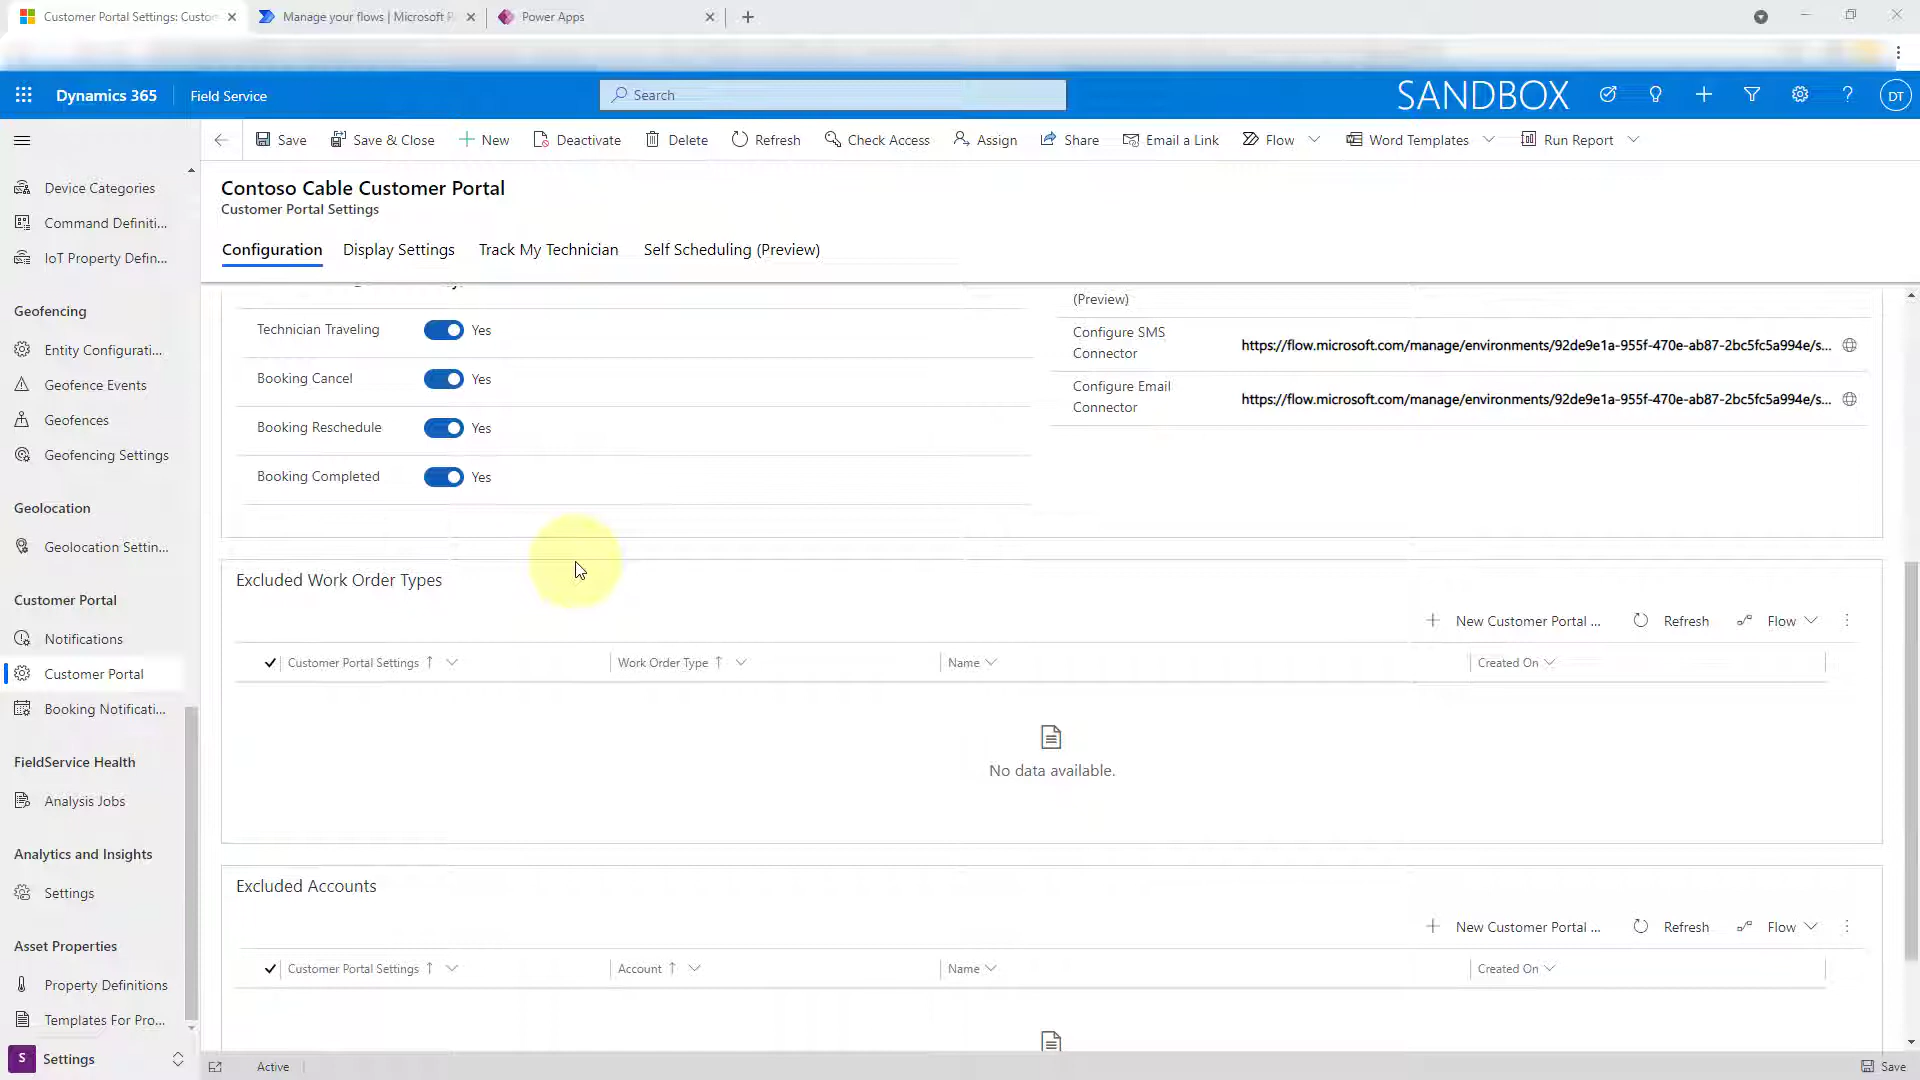 Customer Portal Settings: Custom
Manage your flows | Microsoft P
Power Apps
Dynamics 365
Field Service
Search
SANDBOX
DT
Save
Save & Close
New
Deactivate
Delete
Refresh
Check Access
Assign
Share
Email a Link
Flow
Word Templates
Run Report
Contoso Cable Customer Portal
Customer Portal Settings
Configuration
Display Settings
Track My Technician
Self Scheduling (Preview)
Device Categories
Command Definiti...
IoT Property Defin...
Geofencing
Entity Configurati...
Geofence Events
Geofences
Geofencing Settings
Geolocation
Geolocation Settin...
Customer Portal
Notifications
Customer Portal
Booking Notificati...
FieldService Health
Analysis Jobs
Analytics and Insights
Settings
Asset Properties
Property Definitions
Templates For Pro...
S
Settings
Technician Traveling
Yes
Booking Cancel
Yes
Booking Reschedule
Yes
Booking Completed
Yes
(Preview)
Configure SMS
Connector
https://flow.microsoft.com/manage/environments/92de9e1a-955f-470e-ab87-2bc5fc5a994e/s...
Configure Email
Connector
https://flow.microsoft.com/manage/environments/92de9e1a-955f-470e-ab87-2bc5fc5a994e/s...
Excluded Work Order Types
New Customer Portal ...
Refresh
Flow
Customer Portal Settings
Work Order Type
Name
Created On
No data available.
Excluded Accounts
New Customer Portal ...
Refresh
Flow
Customer Portal Settings
Account
Name
Created On
Active
Save